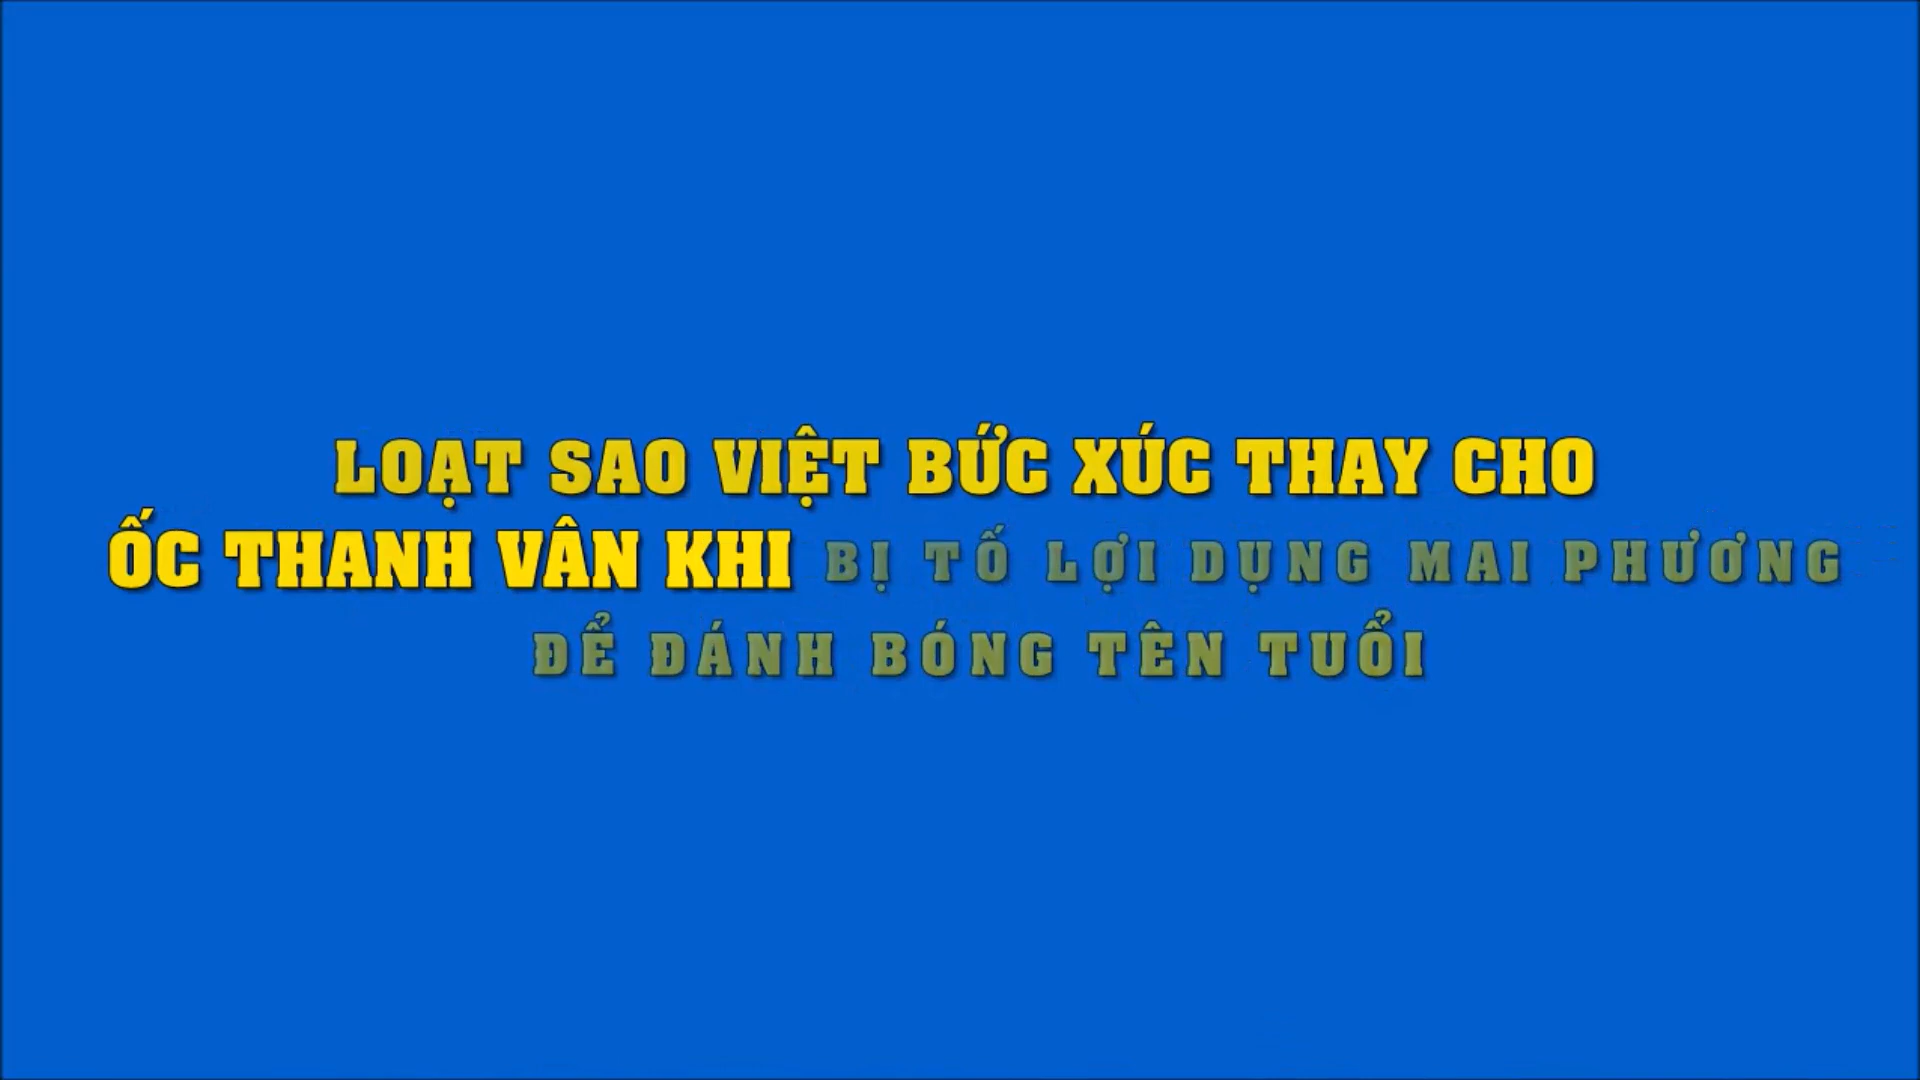 LOẠT SAO VIỆT BỨC XÚC THAY CHO
ỐC THANH VÂN KHI BỊ TỐ LỢI DỤNG MAI PHƯƠNG
ĐỂ ĐÁNH BÓNG TÊN TUỔI